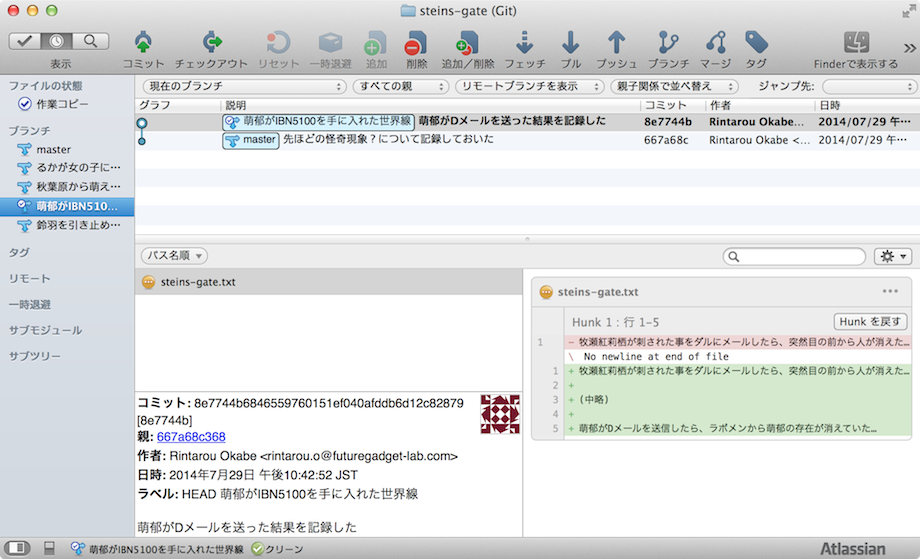 steins-gate (Git)
表示
コミット
チェックアウト
リセット
一時退避
追加
削除
追加／削除
フェッチ
プル
プッシュ
ブランチ
マージ
タグ
Finderで表示する
ファイルの状態
作業コピー
ブランチ
master
るかが女の子に…
秋葉原から萌え…
萌郁がIBN510…
鈴羽を引き止め…
タグ
リモート
一時退避
サブモジュール
サブツリー
現在のブランチ
すべての親
リモートブランチを表示
親子関係で並べ替え
ジャンプ先:
グラフ 説明 コミット 作者 日時
萌郁がIBN5100を手に入れた世界線 萌郁がDメールを送った結果を記録した 8e7744b Rintarou Okabe... 2014/07/29 午…
master 先ほどの怪奇現象？について記録しておいた 667a68c Rintarou Okabe <... 2014/07/29 午…
パス名順
steins-gate.txt
コミット: 8e7744b6846559760151ef040afddb6d12c82879
[8e7744b]
親: 667a68c368
作者: Rintarou Okabe <rintarou.o@futuregadget-lab.com>
日時: 2014年7月29日 午後10:42:52 JST
ラベル: HEAD 萌郁がIBN5100を手に入れた世界線
萌郁がDメールを送った結果を記録した
steins-gate.txt
Hunk 1：行 1-5
Hunk を戻す
1 - 牧瀬紅莉栖が刺された事をダルにメールしたら、突然目の前から人が消えた…
\ No newline at end of file
1 + 牧瀬紅莉栖が刺された事をダルにメールしたら、突然目の前から人が消えた…
2 +
3 + (中略)
4 +
5 + 萌郁がDメールを送信したら、ラボメンから萌郁の存在が消えていた…
萌郁がIBN5100を手に入れた世界線
クリーン
Atlassian